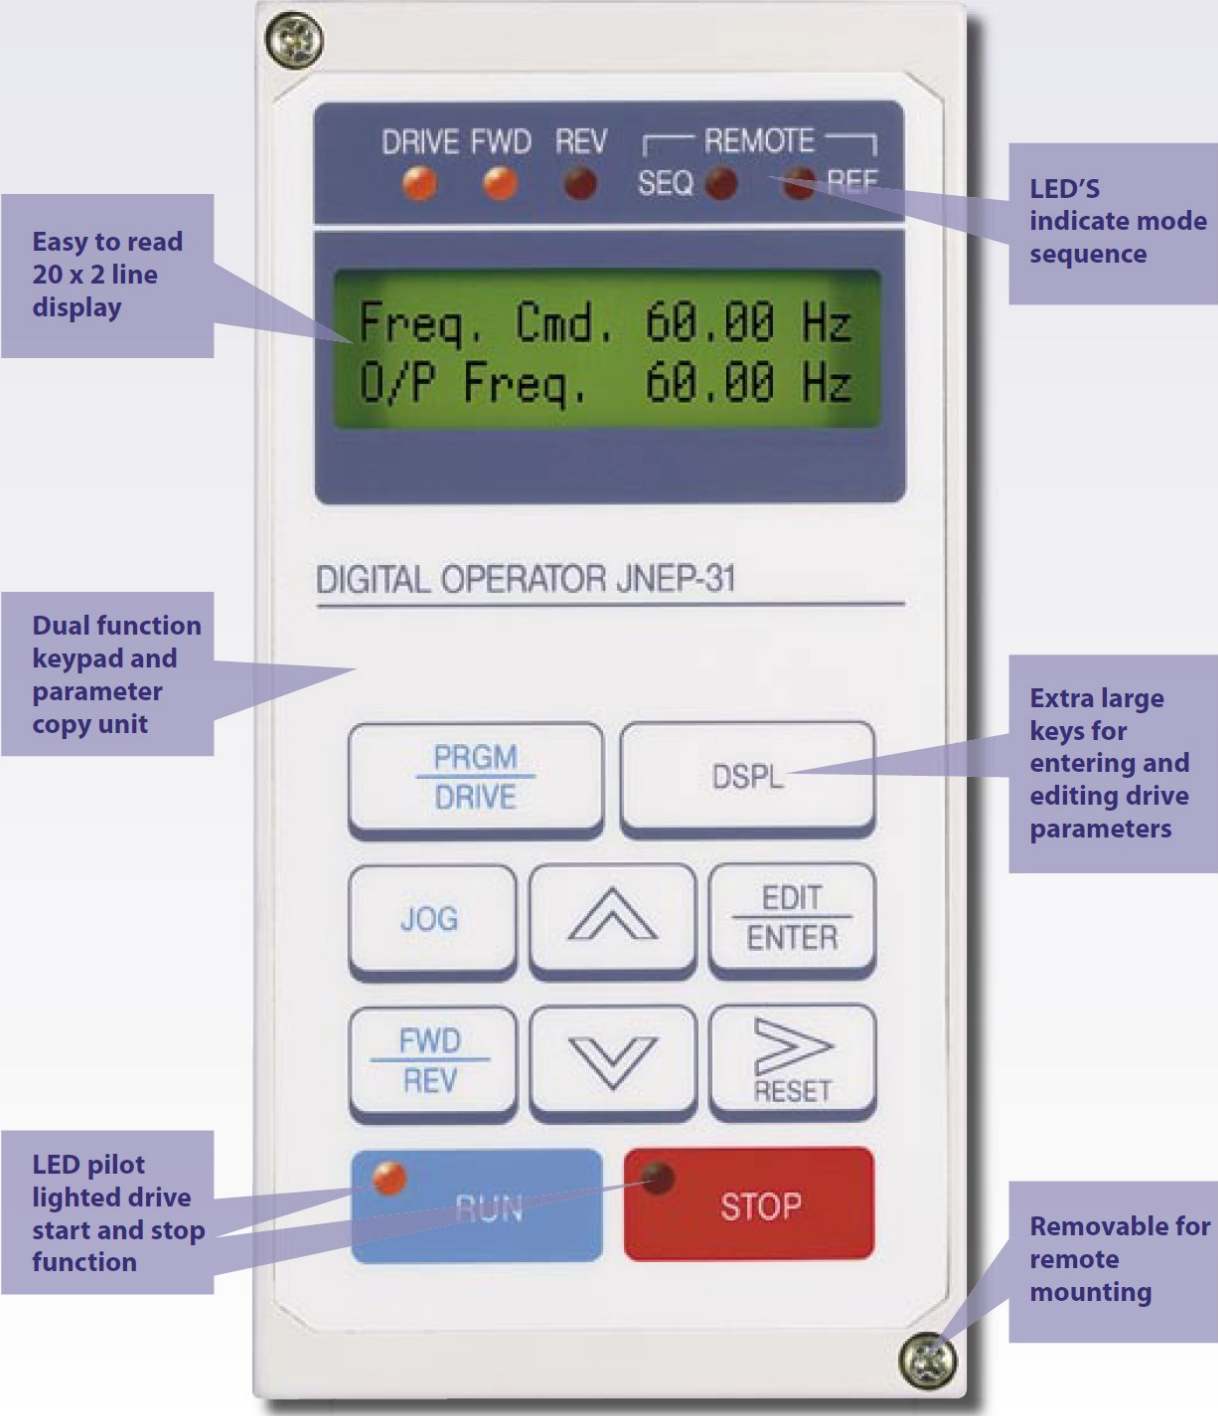 DRIVE FWD REV REMOTE
SEQ REF
LED'S
indicate mode
sequence
Easy to read
20 x 2 line
display
Freq. Cmd. 60.00 Hz
O/P Freq. 60.00 Hz
DIGITAL OPERATOR JNEP-31
Dual function
keypad and
parameter
copy unit
Extra large
keys for
entering and
editing drive
parameters
PRGM
DRIVE
DSPL
JOG
EDIT
ENTER
FWD
REV
RESET
LED pilot
lighted drive
start and stop
function
RUN
STOP
Removable for
remote
mounting